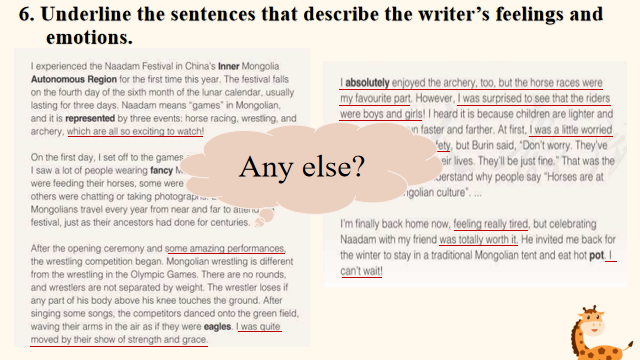 6. Underline the sentences that describe the writer's feelings and
emotions.
I experienced the Naadam Festival in China's Inner Mongolia
Autonomous Region for the first time this year. The festival falls
on the fourth day of the sixth month of the lunar calendar, usually
lasting for three days. Naadam means "games" in Mongolian,
and it is represented by three events: horse racing, wrestling, and
archery, which are all so exciting to watch!
On the first day, I set off to the games
I saw a lot of people wearing fancy M
were feeding their horses, some were
others were chatting or taking photograp
Mongolians travel every year from near and far to attend
festival, just as their ancestors had done for centuries.
After the opening ceremony and some amazing performances,
the wrestling competition began. Mongolian wrestling is different
from the wrestling in the Olympic Games. There are no rounds,
and wrestlers are not separated by weight. The wrestler loses if
any part of his body above his knee touches the ground. After
singing some songs, the competitors danced onto the green field,
waving their arms in the air as if they were eagles. I was quite
moved by their show of strength and grace.
Any else?
I absolutely enjoyed the archery, too, but the horse races were
my favourite part. However, I was surprised to see that the riders
were boys and girls! I heard it is because children are lighter and
n faster and farther. At first, I was a little worried
ety, but Burin said, "Don't worry. They've
eir lives. They'll be just fine." That was the
derstand why people say "Horses are at
ngolian culture". ...
I'm finally back home now, feeling really tired, but celebrating
Naadam with my friend was totally worth it. He invited me back for
the winter to stay in a traditional Mongolian tent and eat hot pot. I
can't wait!